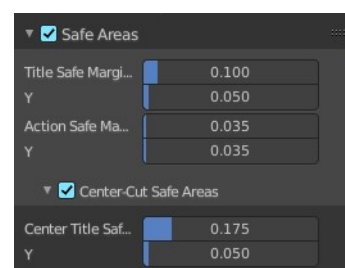 Safe Areas
Title Safe Margi... 0.100
Y 0.050
Action Safe Ma... 0.035
Y 0.035
Center-Cut Safe Areas
Center Title Saf... 0.175
Y 0.050